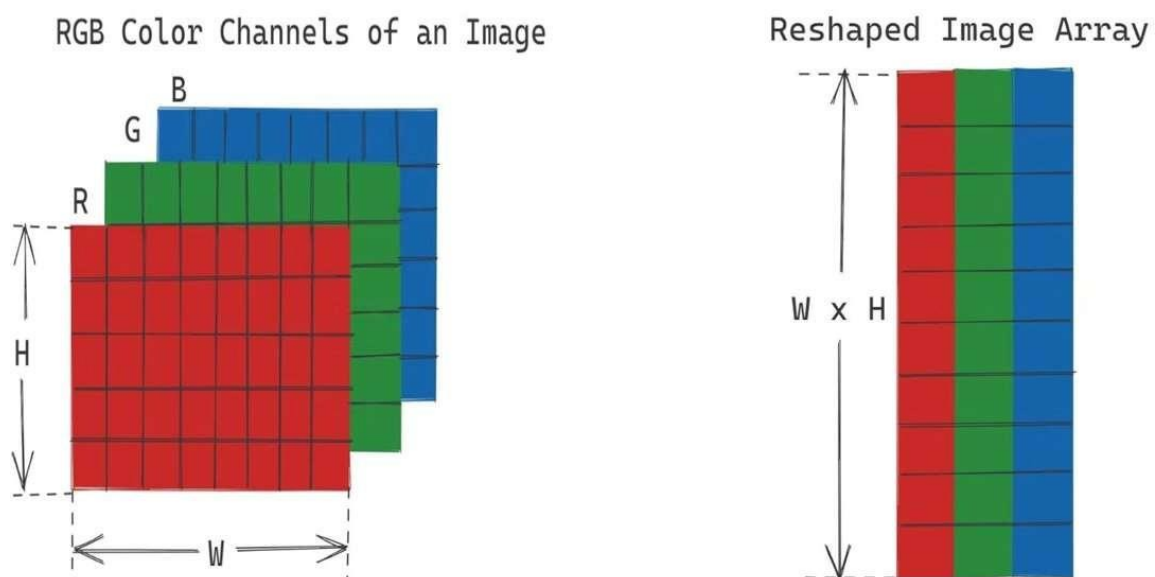 RGB Color Channels of an Image
B
G
R
H
W
Reshaped Image Array
W x H